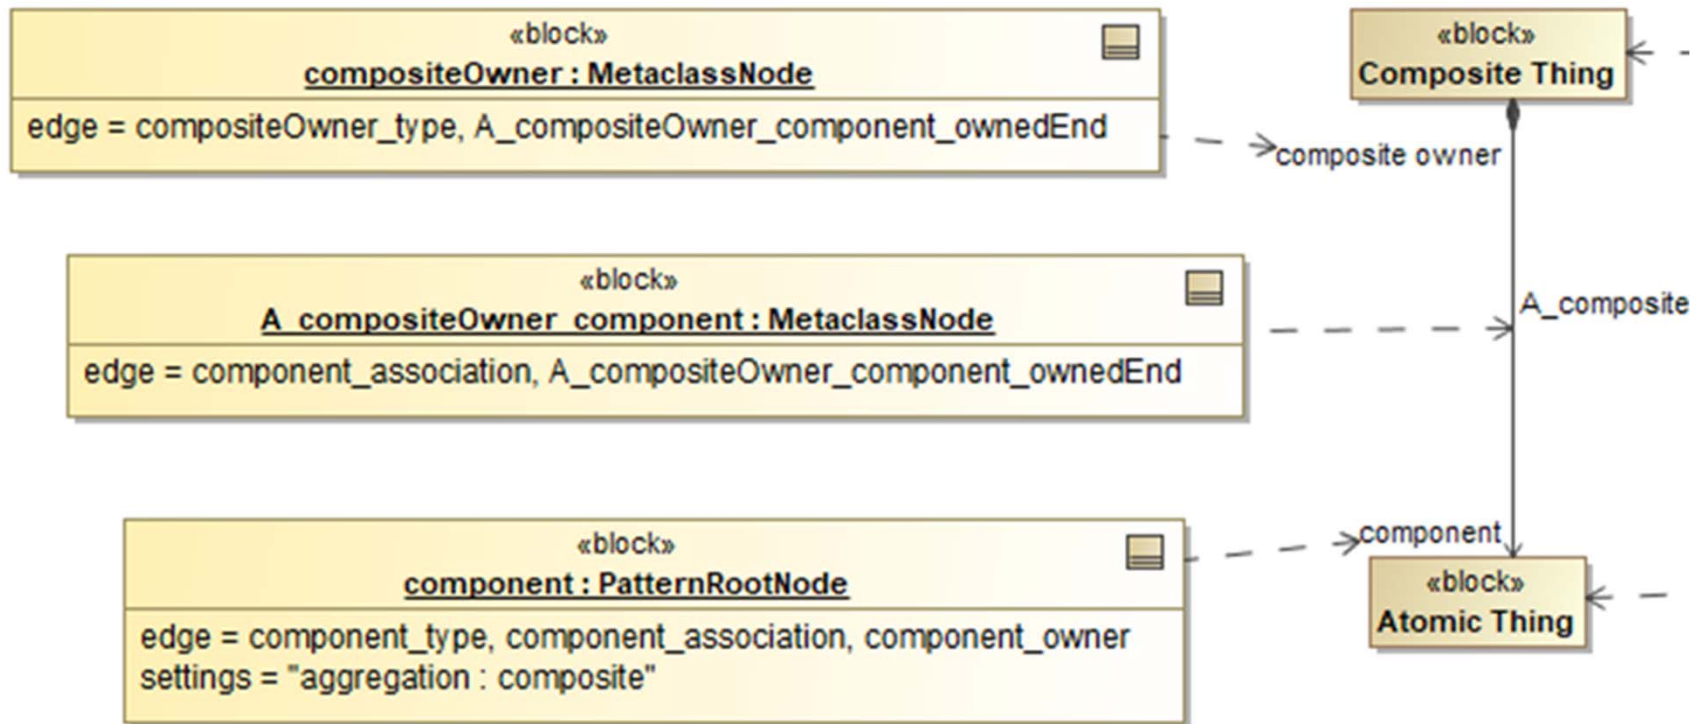 «block»
compositeOwner : MetaclassNode
edge = compositeOwner_type, A_compositeOwner_component_ownedEnd
«block»
Composite Thing
composite owner
«block»
A_compositeOwner_component : MetaclassNode
edge = component_association, A_compositeOwner_component_ownedEnd
A_composite
«block»
component : PatternRootNode
edge = component_type, component_association, component_owner
settings = "aggregation : composite"
component
«block»
Atomic Thing